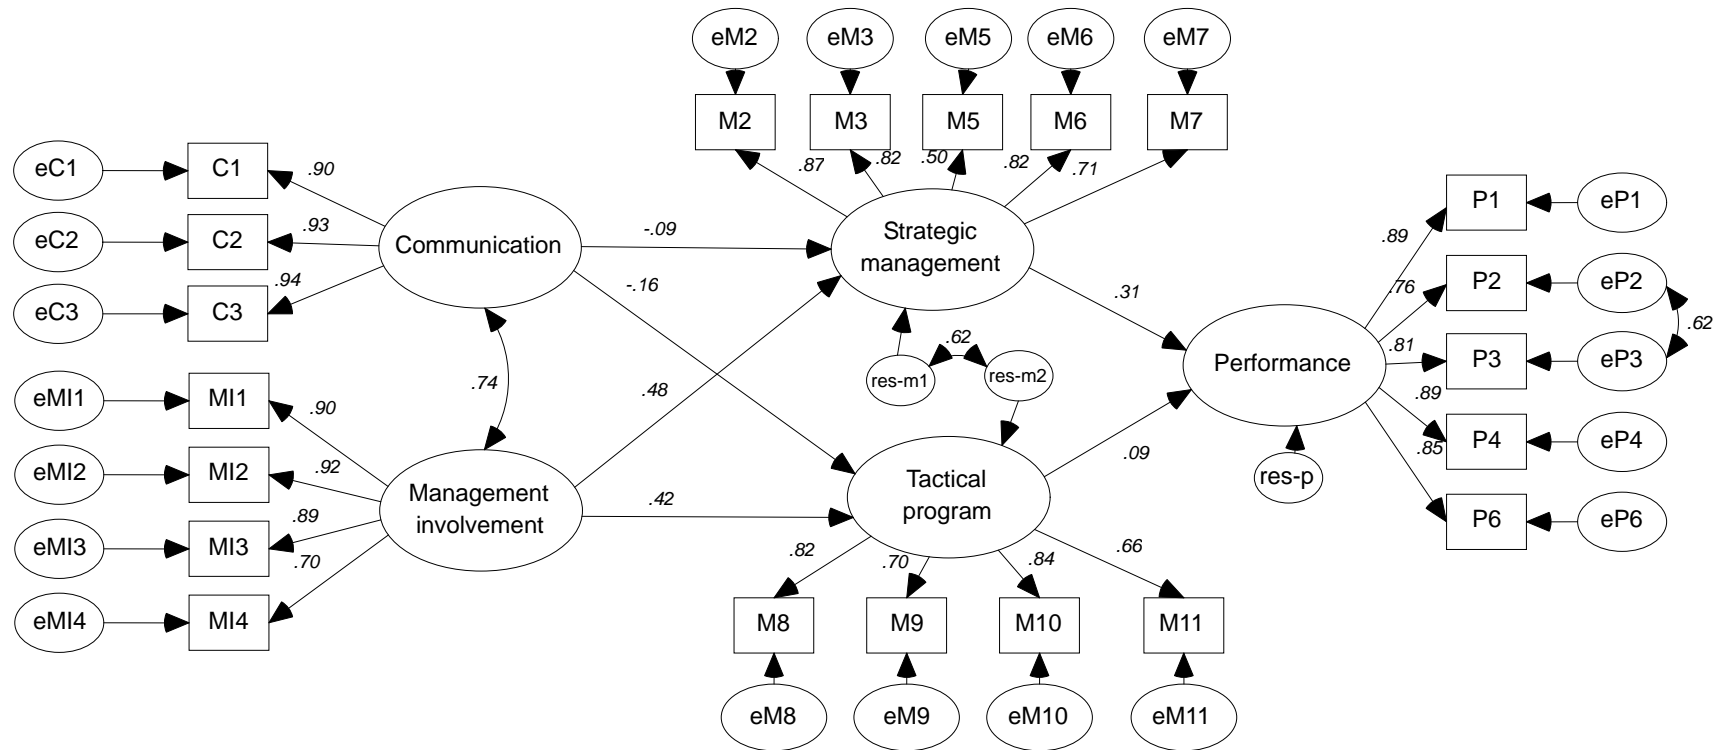 eM2
eM3
eM5
eM6
eM7
M2
M3
M5
M6
M7
.87
.82
.50
.82
.71
eC1
C1
.90
eC2
C2
.93
eC3
C3
.94
Communication
-.09
-.16
Strategic
management
.31
.74
.48
res-m1
.62
res-m2
eMI1
MI1
.90
eMI2
MI2
.92
eMI3
MI3
.89
eMI4
MI4
.70
Management
involvement
.42
Tactical
program
.09
.82
.70
.84
.66
M8
M9
M10
M11
eM8
eM9
eM10
eM11
Performance
res-p
.89
P1
eP1
.76
P2
eP2
.62
.81
P3
eP3
.89
P4
eP4
.85
P6
eP6